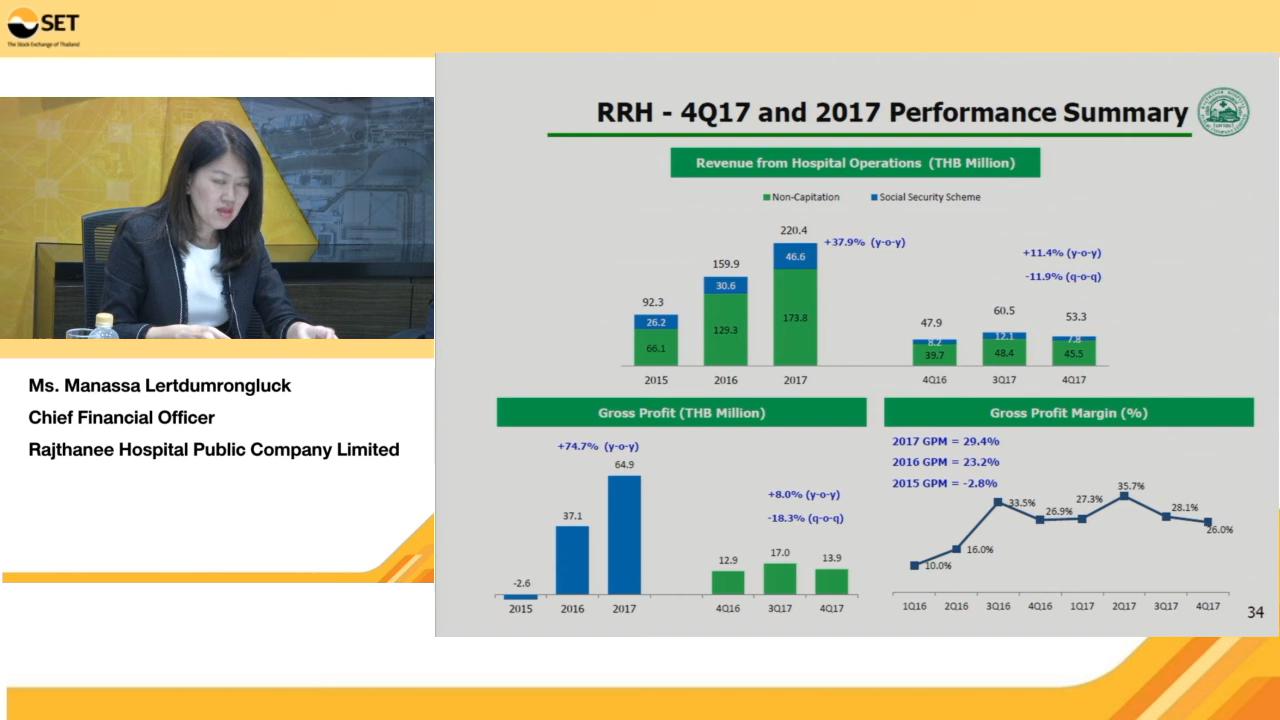 SET
The Stock Exchange of Thailand
RRH - 4Q17 and 2017 Performance Summary
Revenue from Hospital Operations (THB Million)
Non-Capitation Social Security Scheme
220.4
+37.9% (y-o-y)
46.6
159.9
30.6
92.3
26.2
173.8
129.3
66.1
2015 2016 2017
+11.4% (y-o-y)
-11.9% (q-o-q)
47.9 60.5 53.3
8.2 12.1 7.8
39.7 48.4 45.5
4Q16 3Q17 4Q17
Ms. Manassa Lertdumrongluck
Chief Financial Officer
Rajthanee Hospital Public Company Limited
Gross Profit (THB Million)
+74.7% (y-o-y)
64.9
37.1
-2.6
2015 2016 2017
+8.0% (y-o-y)
-18.3% (q-o-q)
12.9 17.0 13.9
4Q16 3Q17 4Q17
Gross Profit Margin (%)
2017 GPM = 29.4%
2016 GPM = 23.2%
2015 GPM = -2.8%
10.0% 16.0% 33.5% 26.9% 27.3% 35.7% 28.1% 26.0%
1Q16 2Q16 3Q16 4Q16 1Q17 2Q17 3Q17 4Q17
34